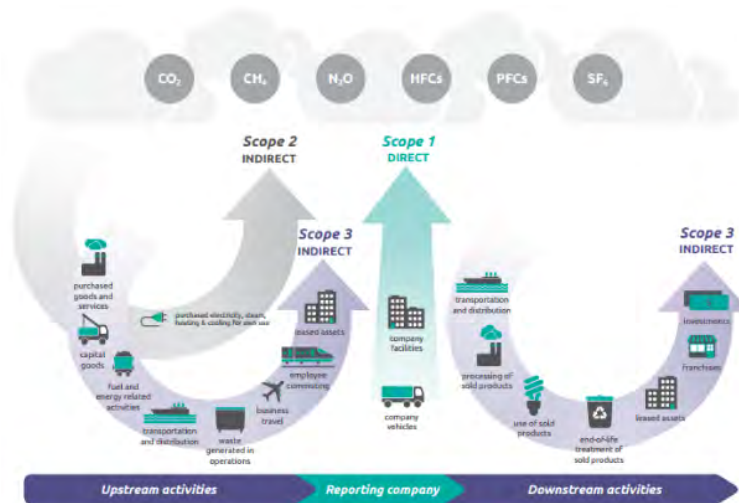 CO₂ CH₄ N₂O HFCs PFCs SF₆
Scope 2
INDIRECT
Scope 1
DIRECT
Scope 3
INDIRECT
Scope 3
INDIRECT
purchased
goods and
services
capital
goods
fuel and
energy related
activities
purchased electricity, steam,
heating & cooling for own use
transportation
and distribution
waste
generated in
operations
business
travel
employee
commuting
leased assets
company
facilities
company
vehicles
transportation
and distribution
processing of
sold products
use of sold
products
end-of-life
treatment of
sold products
leased assets
franchises
investments
Upstream activities
Reporting company
Downstream activities